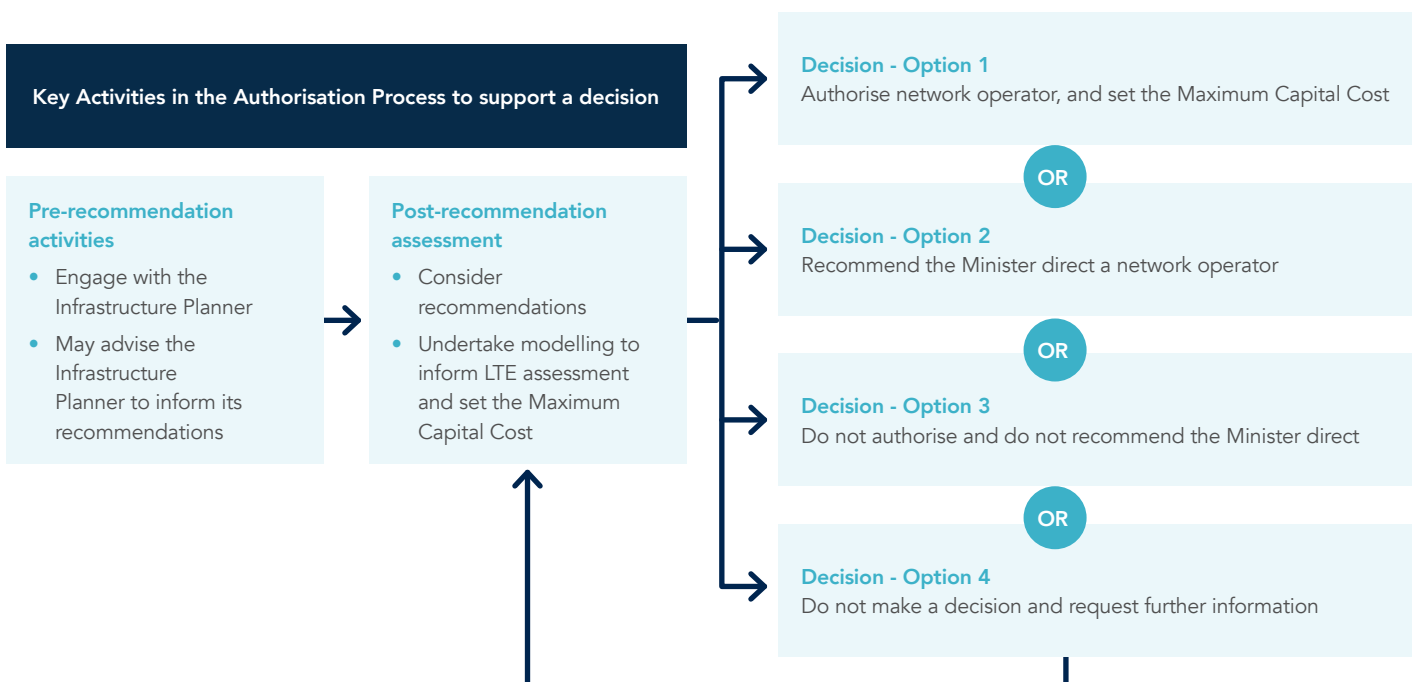 Key Activities in the Authorisation Process to support a decision
Pre-recommendation
activities
• Engage with the
Infrastructure Planner
• May advise the
Infrastructure
Planner to inform its
recommendations
Post-recommendation
assessment
• Consider
recommendations
• Undertake modelling to
inform LTE assessment
and set the Maximum
Capital Cost
Decision - Option 1
Authorise network operator, and set the Maximum Capital Cost
OR
Decision - Option 2
Recommend the Minister direct a network operator
OR
Decision - Option 3
Do not authorise and do not recommend the Minister direct
OR
Decision - Option 4
Do not make a decision and request further information